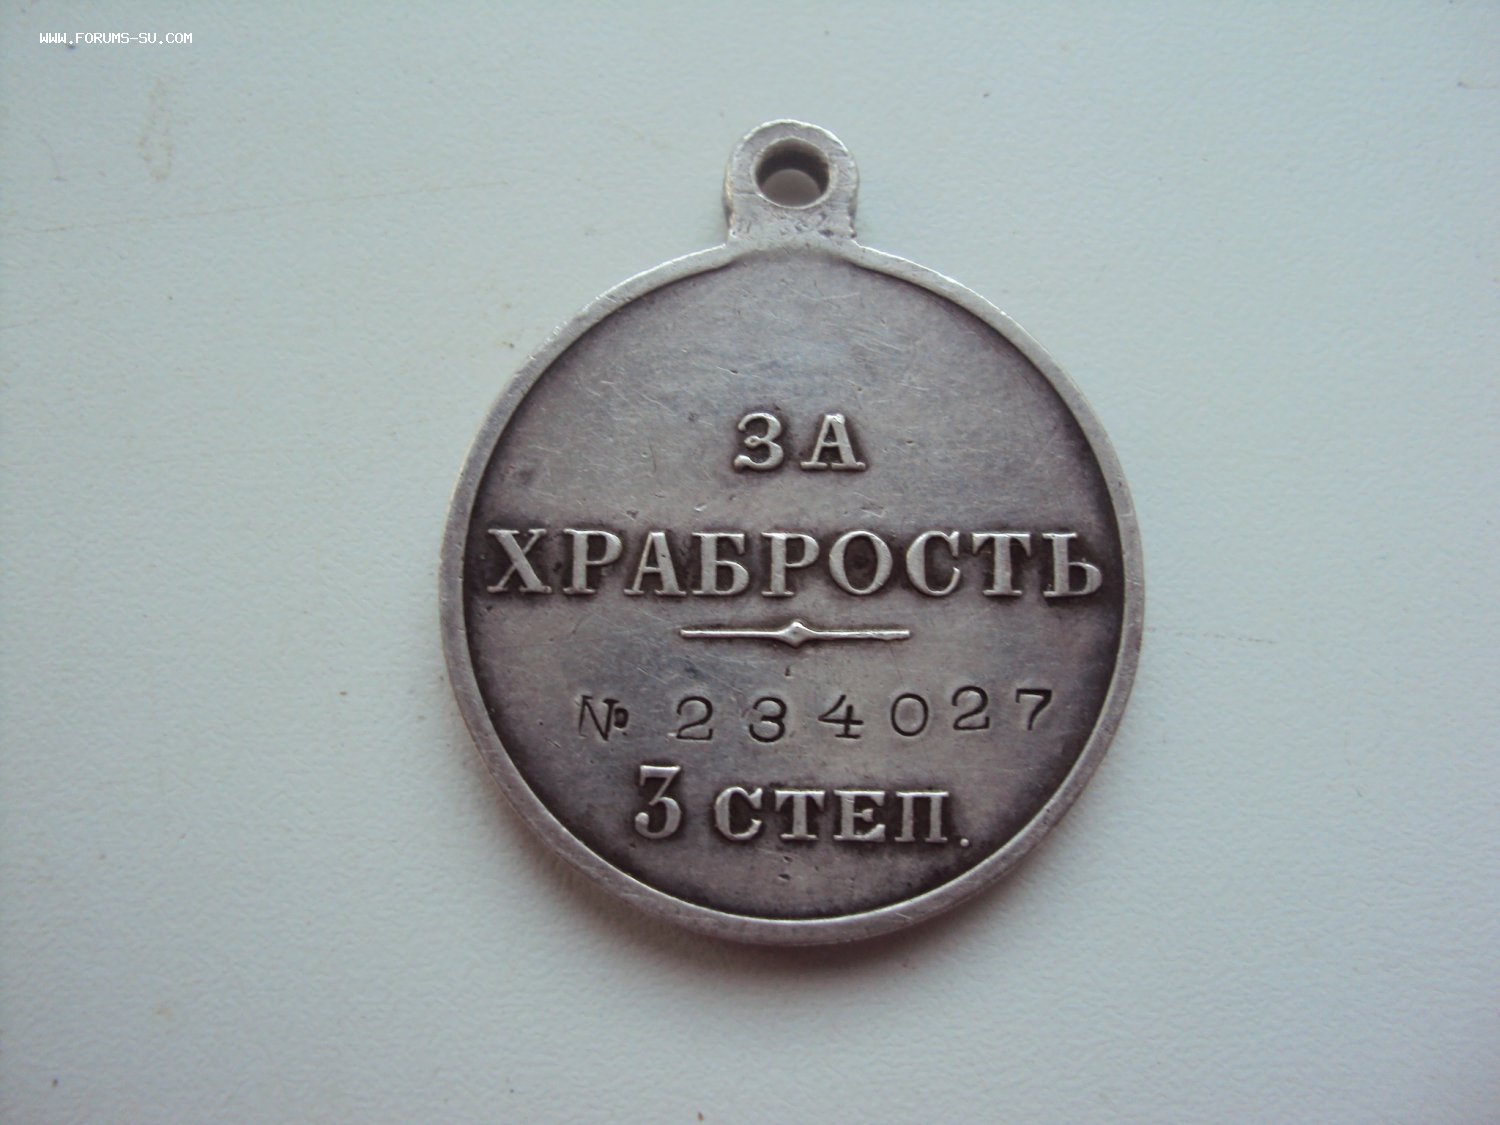 WWW.FORUMS-SU.COM
ЗА
ХРАБРОСТЬ
№ 234027
3 СТЕП.